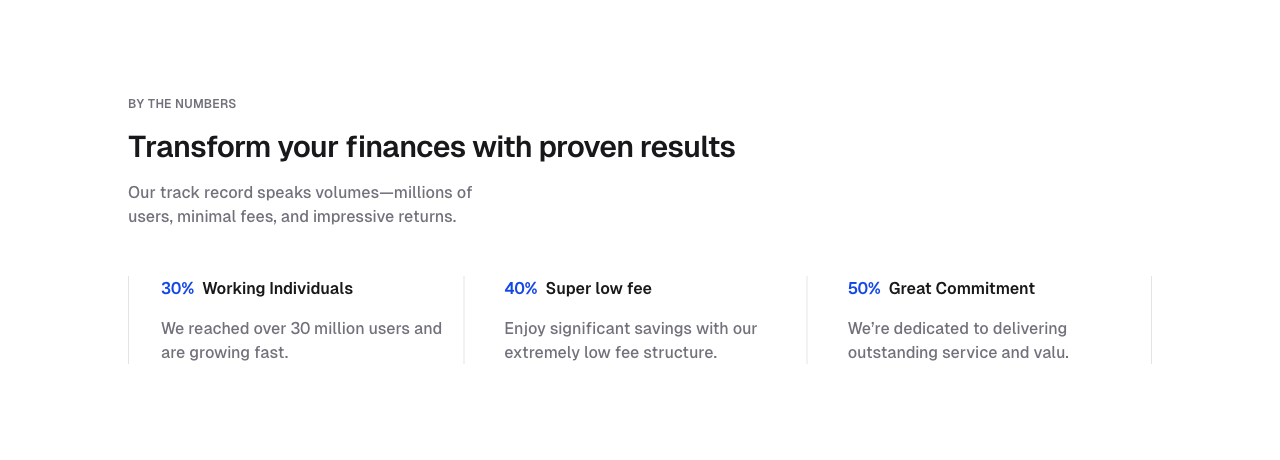 BY THE NUMBERS
Transform your finances with proven results
Our track record speaks volumes—millions of
users, minimal fees, and impressive returns.
30% Working Individuals
We reached over 30 million users and
are growing fast.
40% Super low fee
Enjoy significant savings with our
extremely low fee structure.
50% Great Commitment
We’re dedicated to delivering
outstanding service and valu.